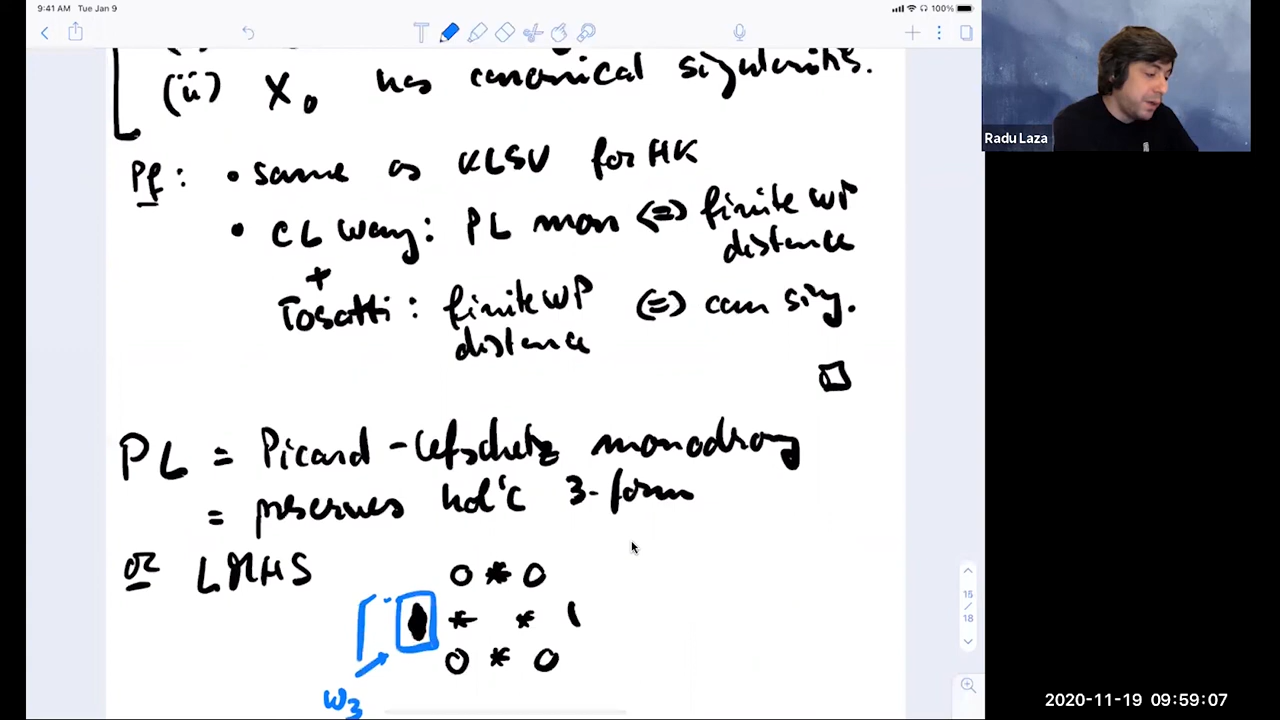 9:41 AM Tue Jan 9
100%
(ii) X₀ has canonical singularities.
Radu Laza
Pf: • same as KLSV for HK
• CL Wang: PL mon ⇔ finite WP distance
+
Tosatti: finite WP distance ⇔ can sing.
□
PL = Picard-Lefschetz monodromy
= preserves hol'c 3-form
or LMHS
0 * 0
* * 1
0 * 0
ω₃
15 / 18
2020-11-19 09:59:07